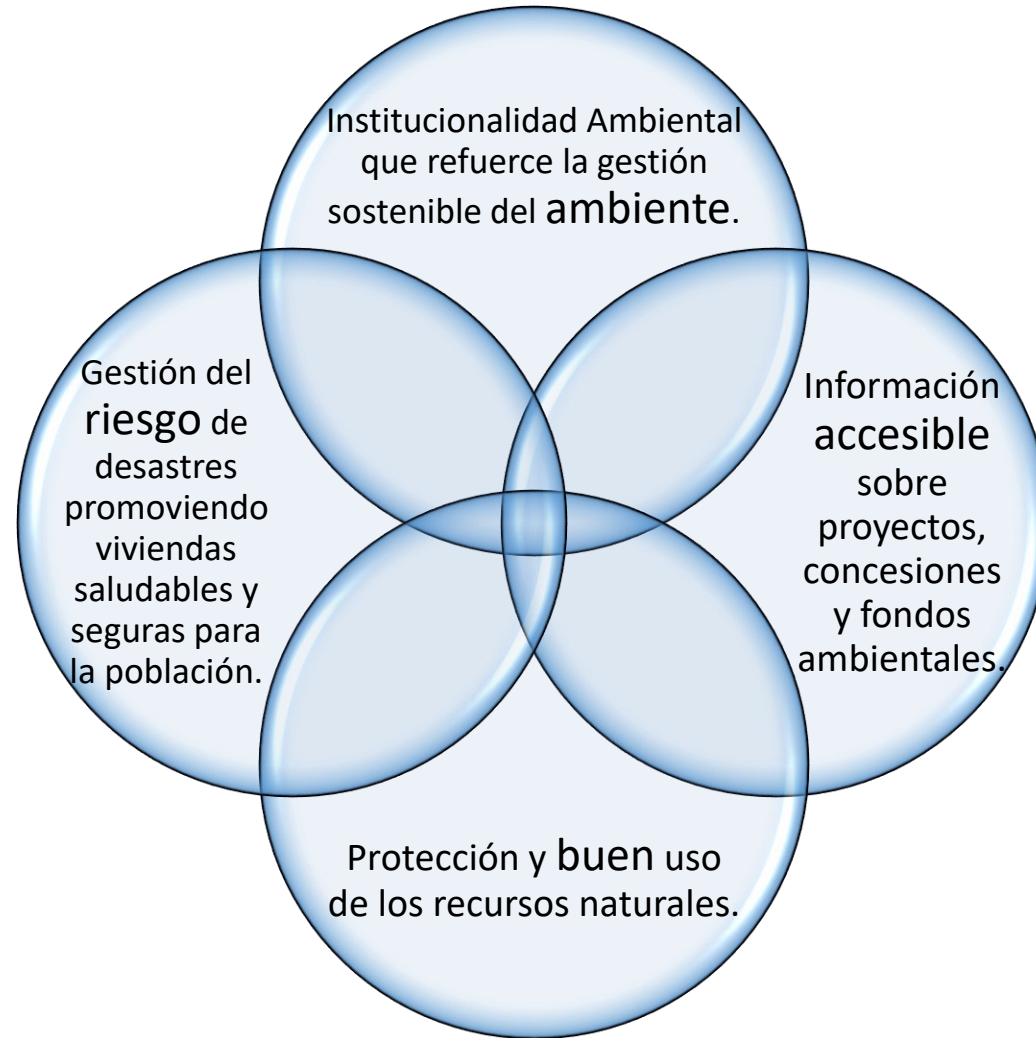 Institucionalidad Ambiental
que refuerce la gestión
sostenible del ambiente.
Gestión del
riesgo de
desastres
promoviendo
viviendas
saludables y
seguras para
la población.
Información
accesible
sobre
proyectos,
concesiones
y fondos
ambientales.
Protección y buen uso
de los recursos naturales.